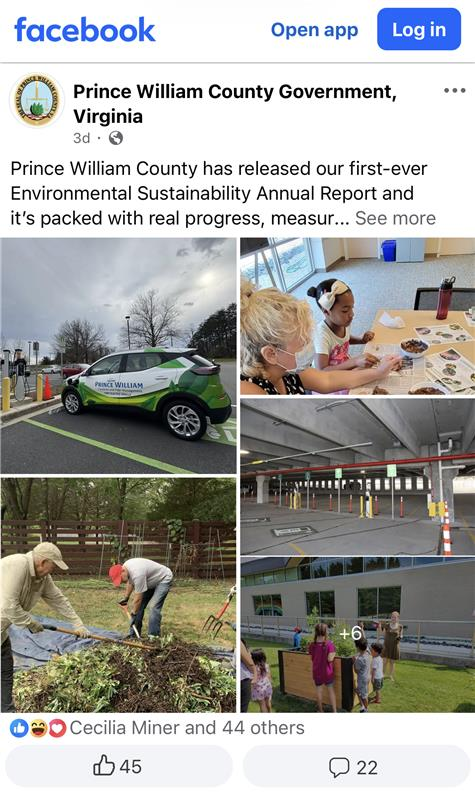 facebook
Open app
Log in
Prince William County Government,
Virginia
3d ·
Prince William County has released our first-ever
Environmental Sustainability Annual Report and
it’s packed with real progress, measur... See more
PRINCE WILLIAM
+6
Cecilia Miner and 44 others
45
22